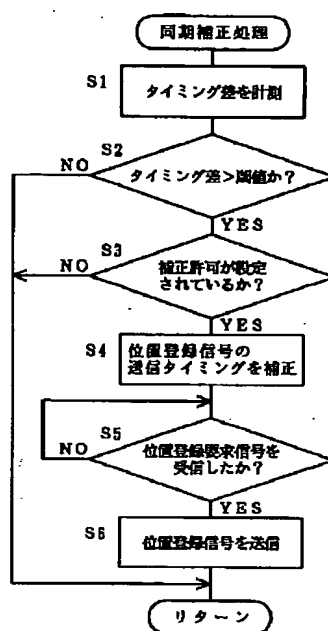 同期補正処理
S1
タイミング差を計測
S2
タイミング差>閾値か?
NO
YES
S3
補正許可が設定
されているか?
NO
YES
S4
位置登録信号の
送信タイミングを補正
S5
位置登録要求信号を
受信したか?
NO
YES
S6
位置登録信号を送信
リターン